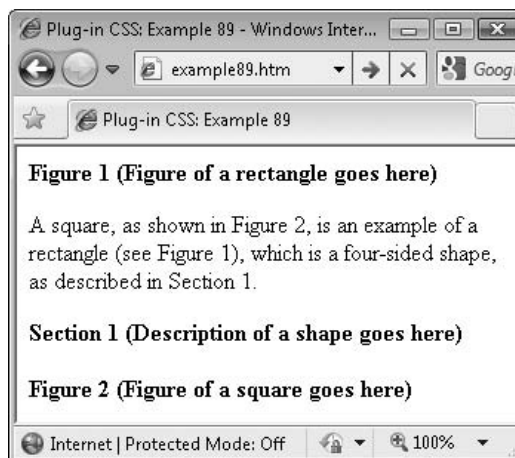 Plug-in CSS: Example 89 - Windows Inter...
example89.htm
Goog
Plug-in CSS: Example 89
Figure 1 (Figure of a rectangle goes here)
A square, as shown in Figure 2, is an example of a
rectangle (see Figure 1), which is a four-sided shape,
as described in Section 1.
Section 1 (Description of a shape goes here)
Figure 2 (Figure of a square goes here)
Internet | Protected Mode: Off
100%